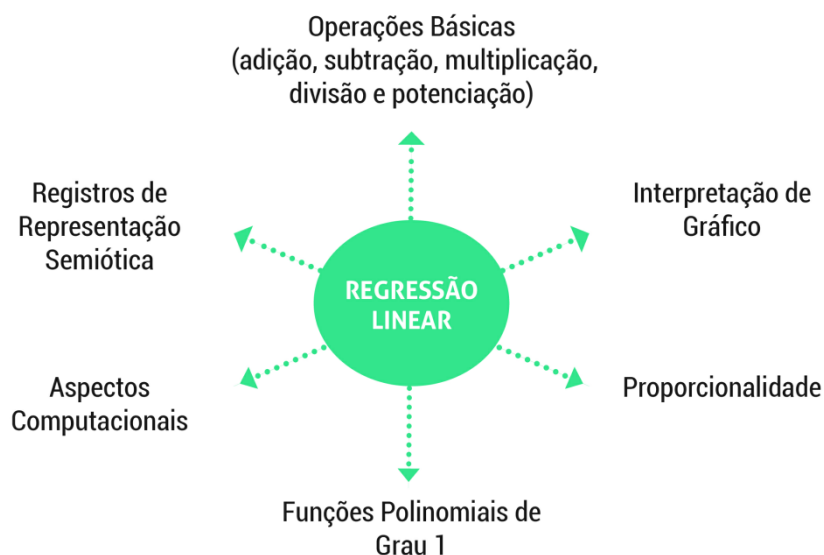 Operações Básicas
(adição, subtração, multiplicação,
divisão e potenciação)
Registros de
Representação
Semiótica
Interpretação de
Gráfico
REGRESSÃO
LINEAR
Aspectos
Computacionais
Proporcionalidade
Funções Polinomiais de
Grau 1